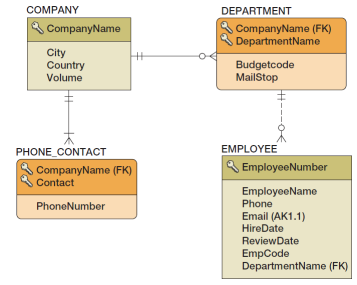 COMPANY
CompanyName
City
Country
Volume
DEPARTMENT
CompanyName (FK)
DepartmentName
Budgetcode
MailStop
PHONE_CONTACT
CompanyName (FK)
Contact
PhoneNumber
EMPLOYEE
EmployeeNumber
EmployeeName
Phone
Email (AK1.1)
HireDate
ReviewDate
EmpCode
DepartmentName (FK)